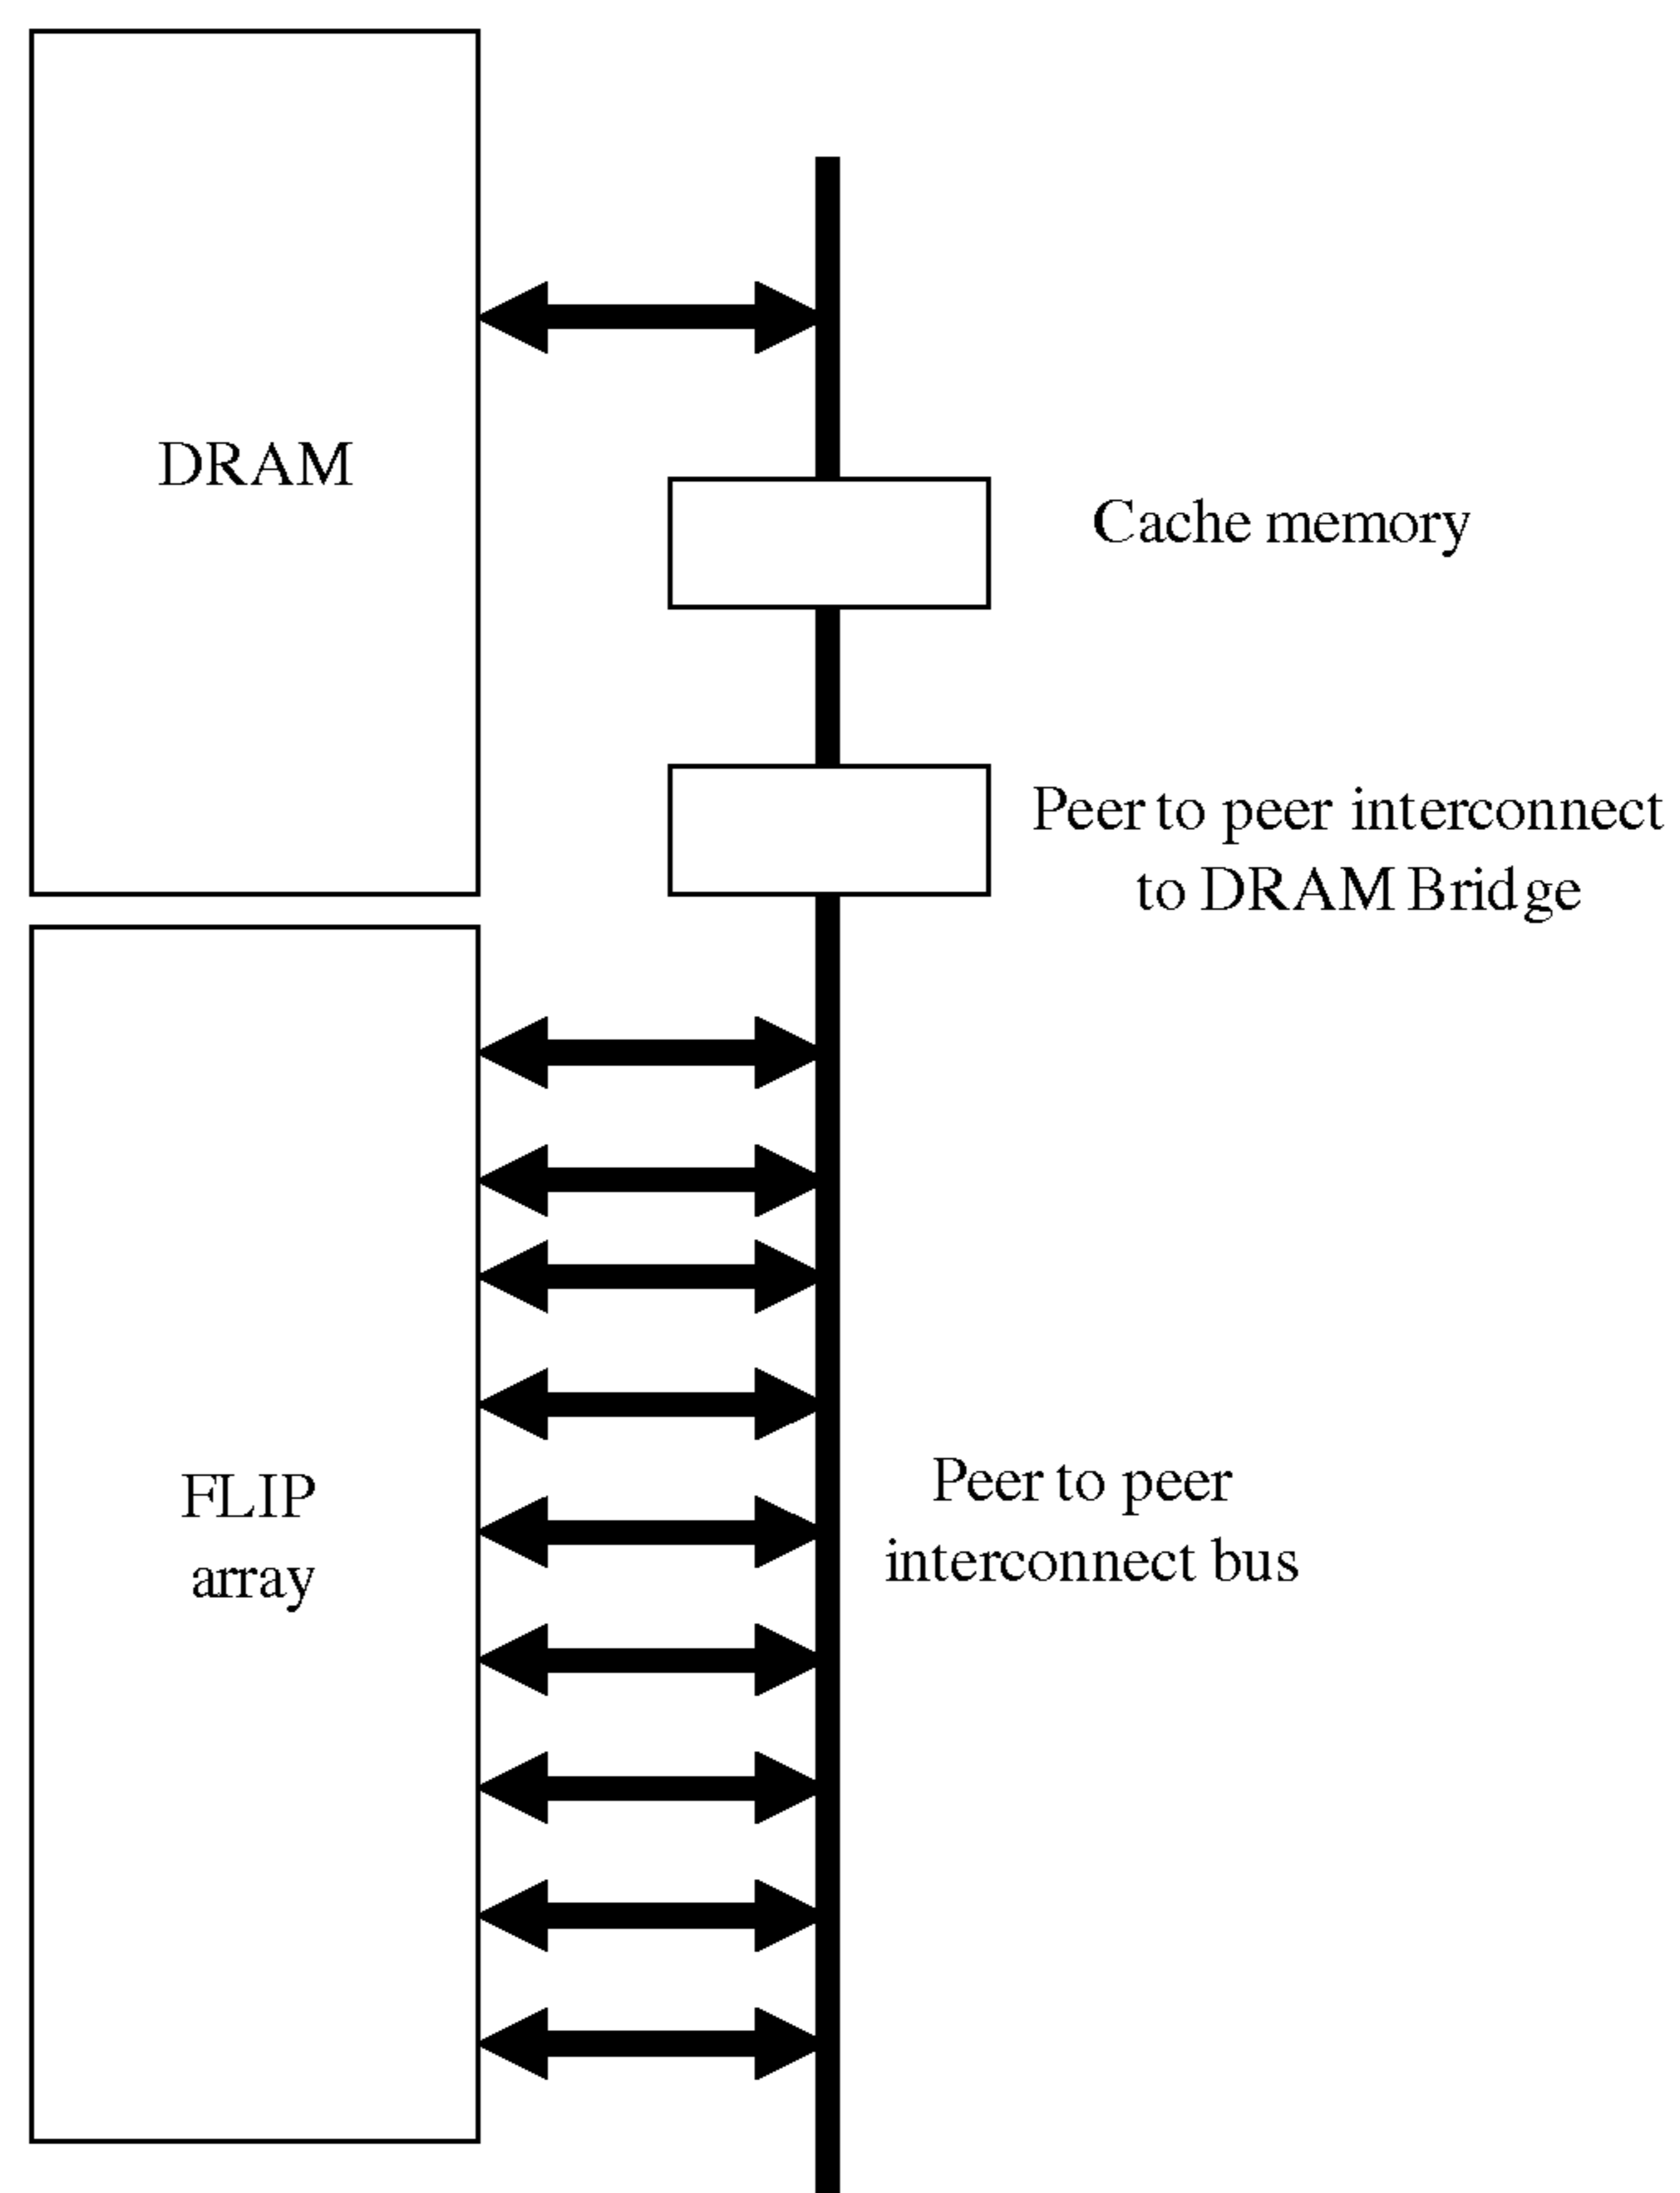 DRAM
Cache memory
Peer to peer interconnect
to DRAM Bridge
FLIP
array
Peer to peer
interconnect bus